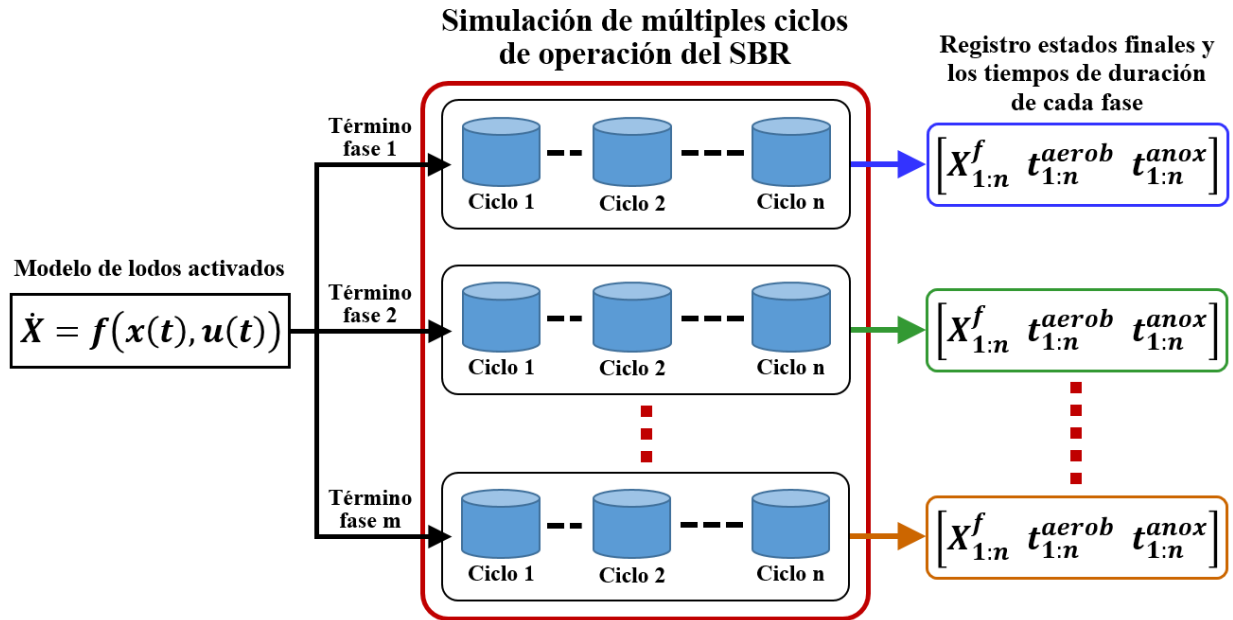 Simulación de múltiples ciclos
de operación del SBR
Registro estados finales y
los tiempos de duración
de cada fase
Término
fase 1
Ciclo 1
Ciclo 2
Ciclo n
[X^f_{1:n} t^{aerob}_{1:n} t^{anox}_{1:n}]
Modelo de lodos activados
Ẋ = f(x(t), u(t))
Término
fase 2
Ciclo 1
Ciclo 2
Ciclo n
[X^f_{1:n} t^{aerob}_{1:n} t^{anox}_{1:n}]
Término
fase m
Ciclo 1
Ciclo 2
Ciclo n
[X^f_{1:n} t^{aerob}_{1:n} t^{anox}_{1:n}]